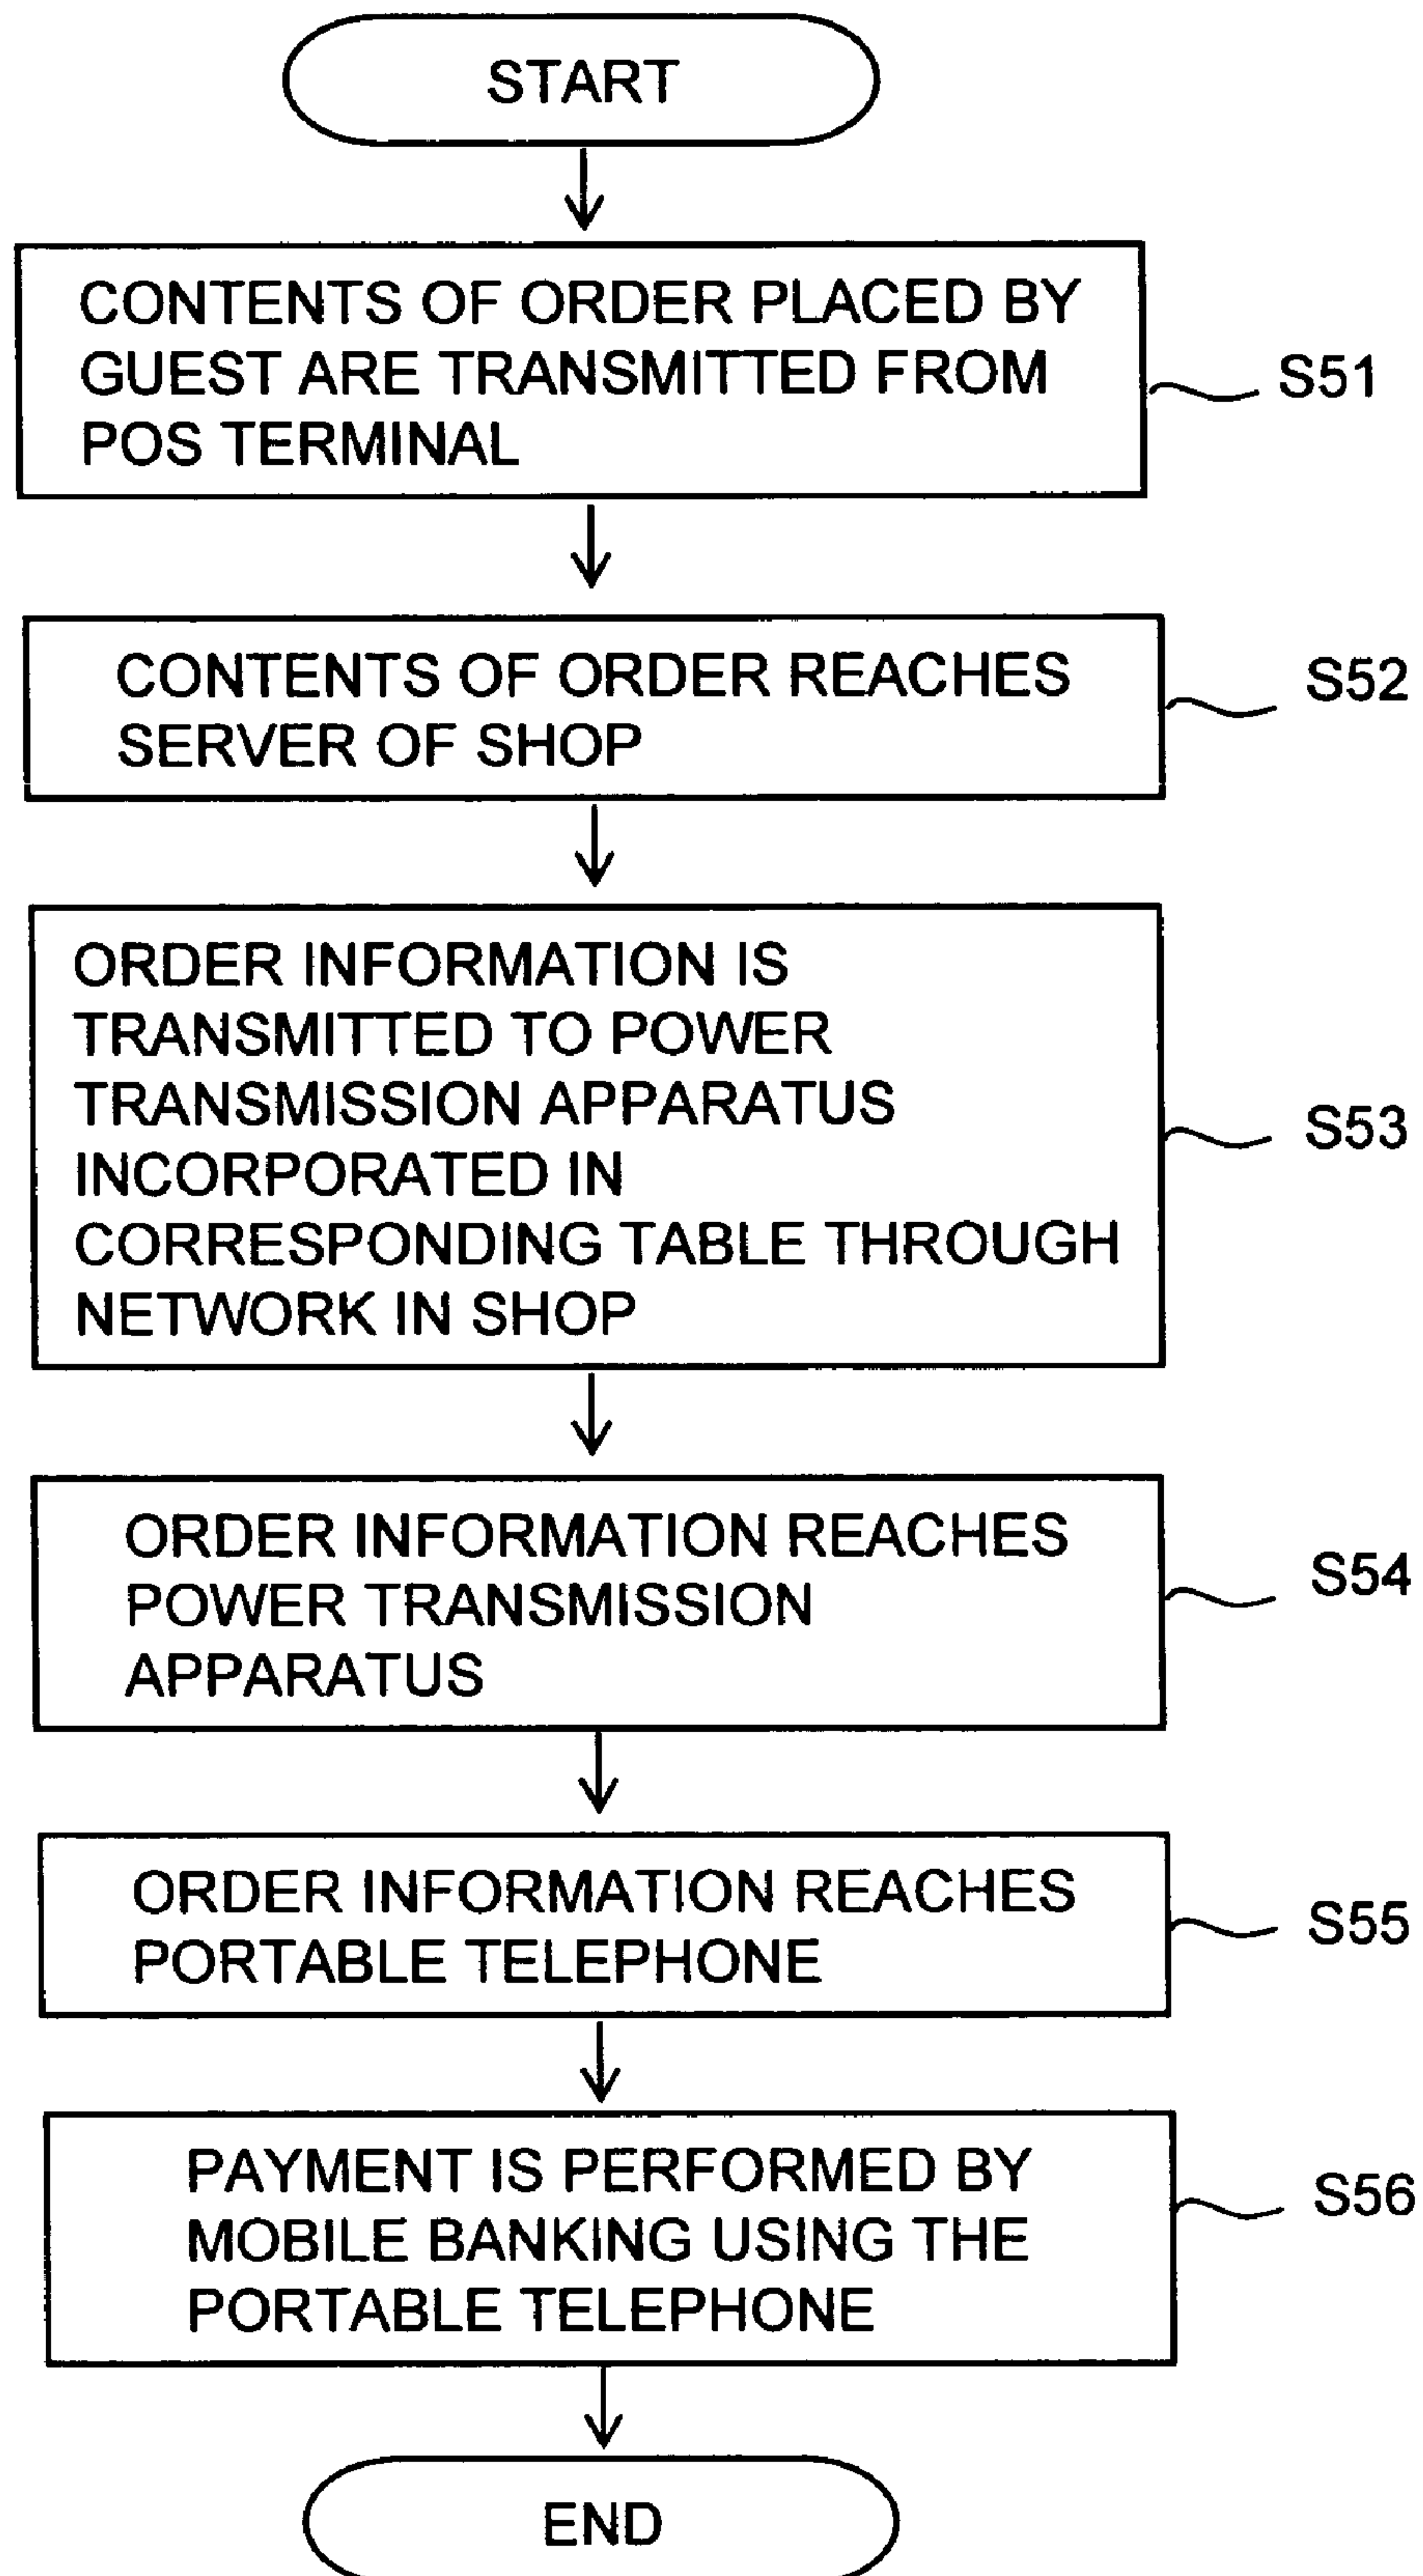 START
CONTENTS OF ORDER PLACED BY
GUEST ARE TRANSMITTED FROM
POS TERMINAL
S51
CONTENTS OF ORDER REACHES
SERVER OF SHOP
S52
ORDER INFORMATION IS
TRANSMITTED TO POWER
TRANSMISSION APPARATUS
INCORPORATED IN
CORRESPONDING TABLE THROUGH
NETWORK IN SHOP
S53
ORDER INFORMATION REACHES
POWER TRANSMISSION
APPARATUS
S54
ORDER INFORMATION REACHES
PORTABLE TELEPHONE
S55
PAYMENT IS PERFORMED BY
MOBILE BANKING USING THE
PORTABLE TELEPHONE
S56
END